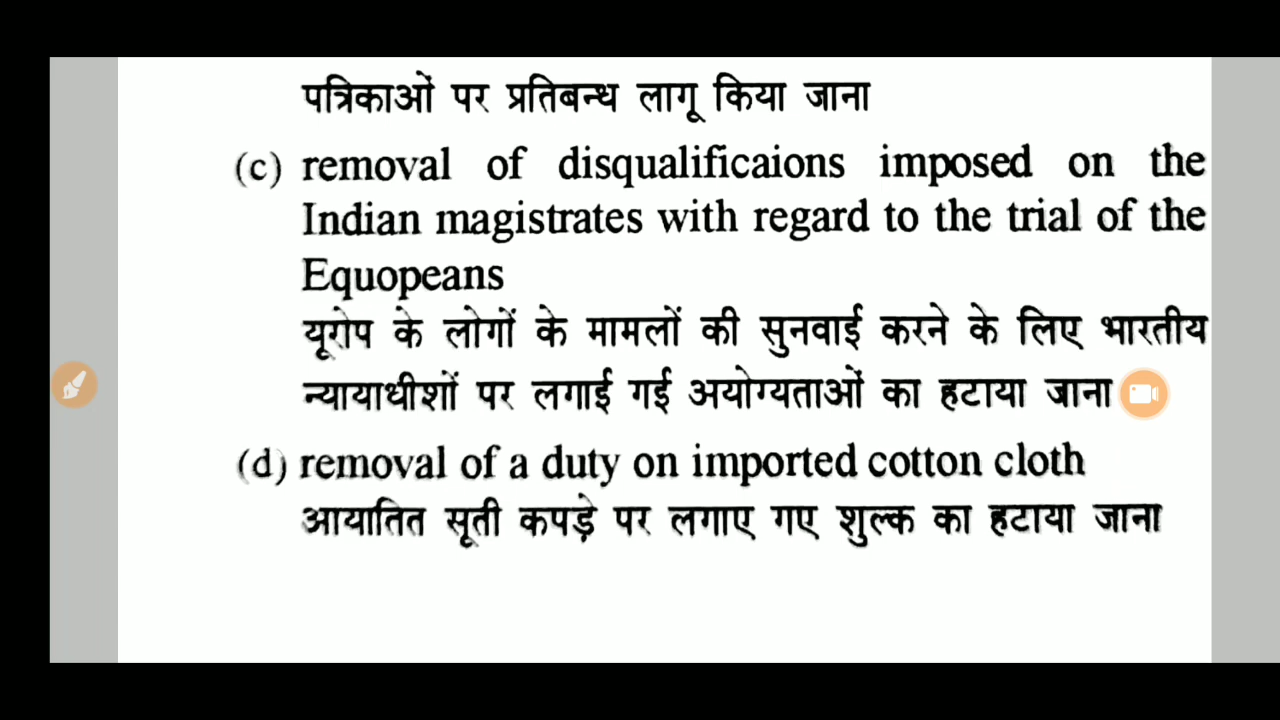 पत्रिकाओं पर प्रतिबन्ध लागू किया जाना
(c) removal of disqualificaions imposed on the
Indian magistrates with regard to the trial of the
Equopeans
यूरोप के लोगों के मामलों की सुनवाई करने के लिए भारतीय
न्यायाधीशों पर लगाई गई अयोग्यताओं का हटाया जाना
(d) removal of a duty on imported cotton cloth
आयातित सूती कपड़े पर लगाए गए शुल्क का हटाया जाना